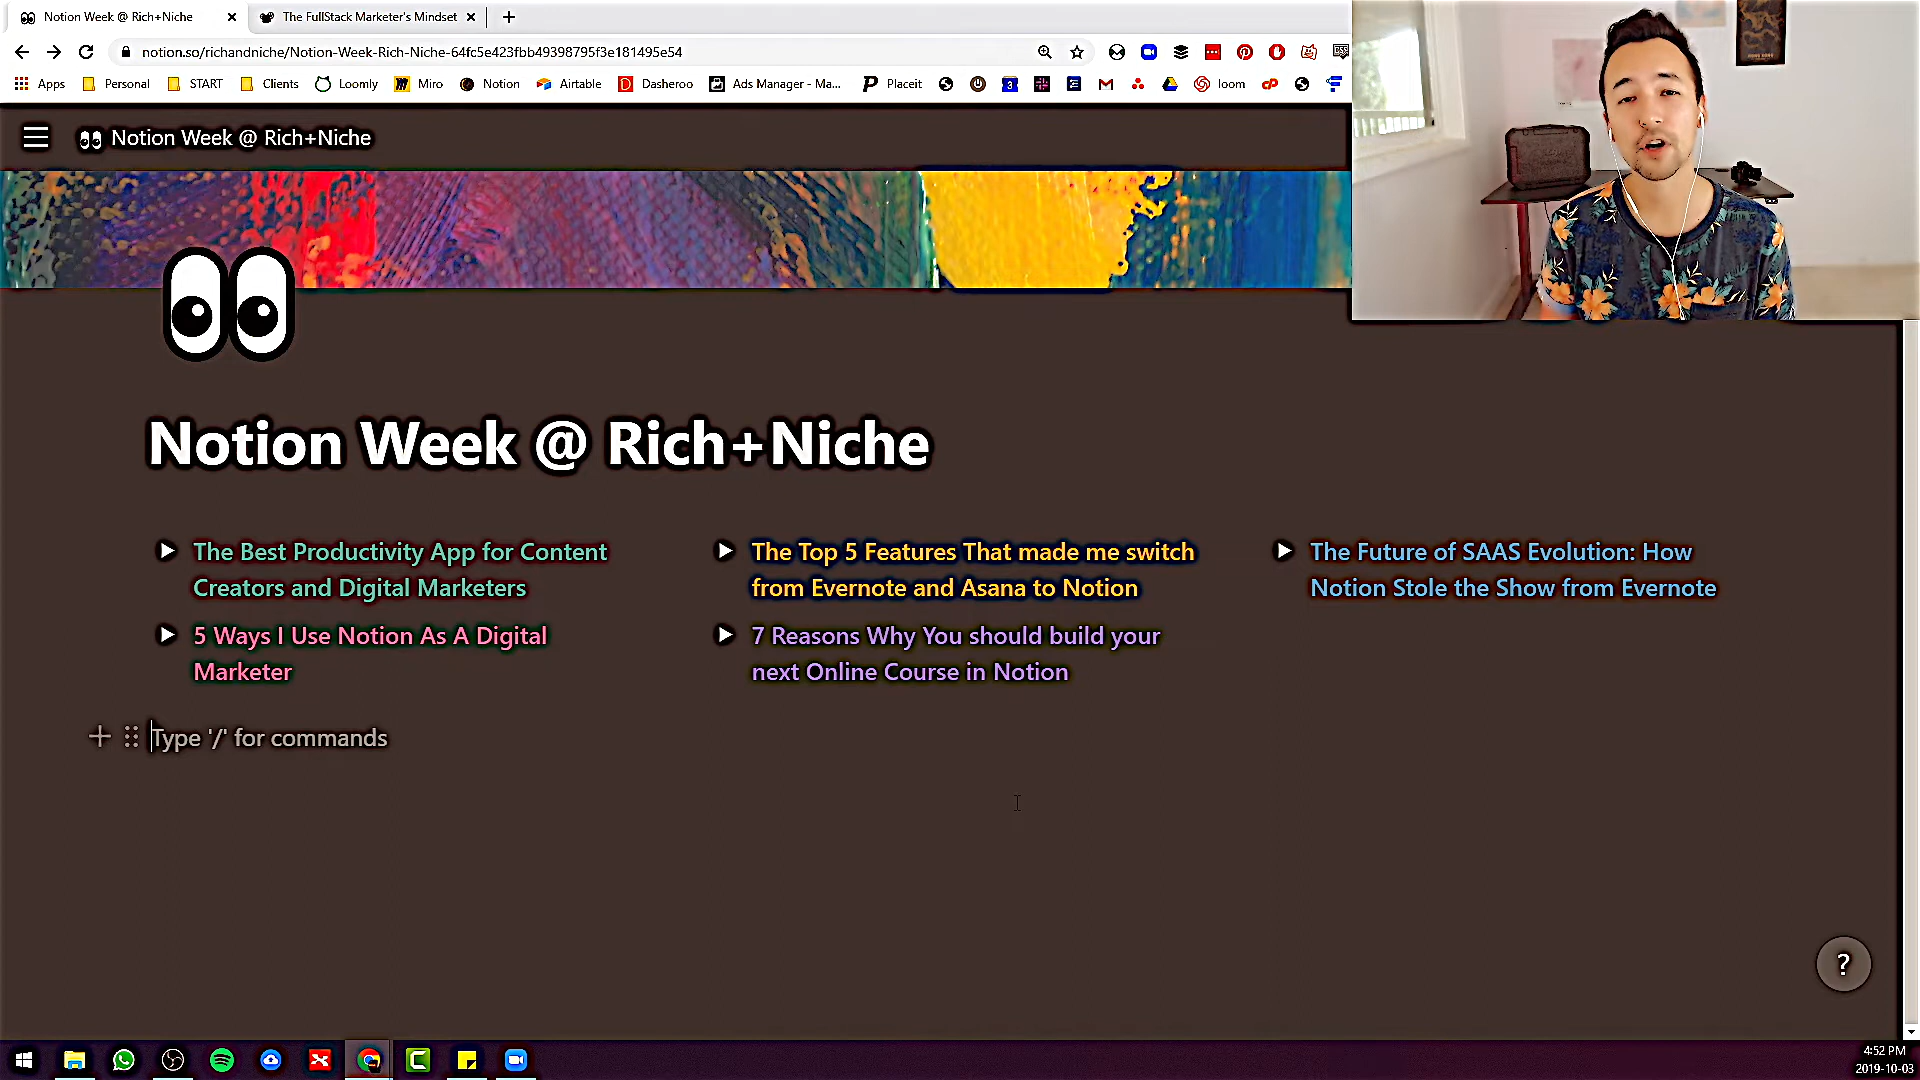 Notion Week @ Rich+Niche
The FullStack Marketer's Mindset
notion.so/richandniche/Notion-Week-Rich-Niche-64fc5e423fbb49398795f3e181495e54
Apps Personal START Clients Loomly Miro Notion Airtable Dasheroo Ads Manager - Ma... Placeit loom
Notion Week @ Rich+Niche
Notion Week @ Rich+Niche
The Best Productivity App for Content
Creators and Digital Marketers
5 Ways I Use Notion As A Digital
Marketer
The Top 5 Features That made me switch
from Evernote and Asana to Notion
7 Reasons Why You should build your
next Online Course in Notion
The Future of SAAS Evolution: How
Notion Stole the Show from Evernote
Type '/' for commands
?
4:52 PM
2019-10-03